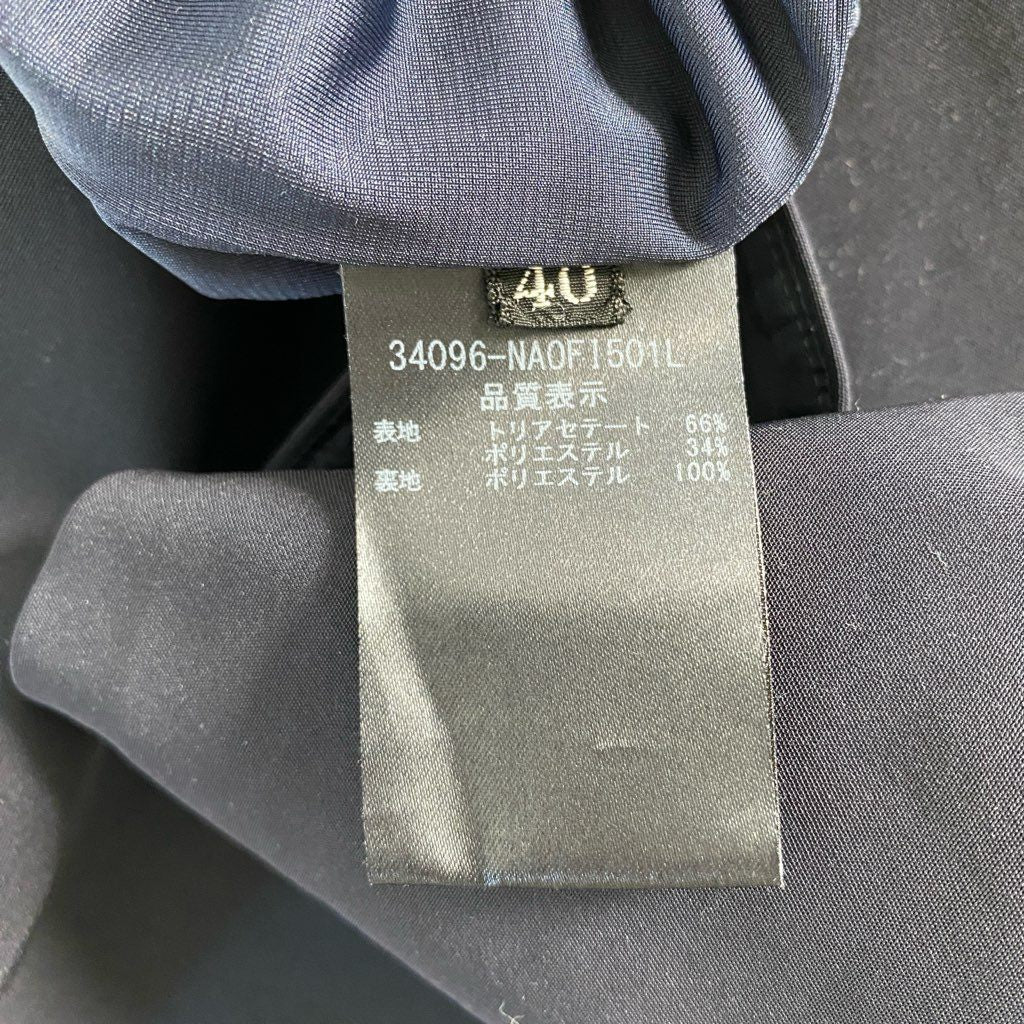 40
34096-NA0FI501L
品質表示
表地 トリアセテート 66%
ポリエステル 34%
裏地 ポリエステル 100%